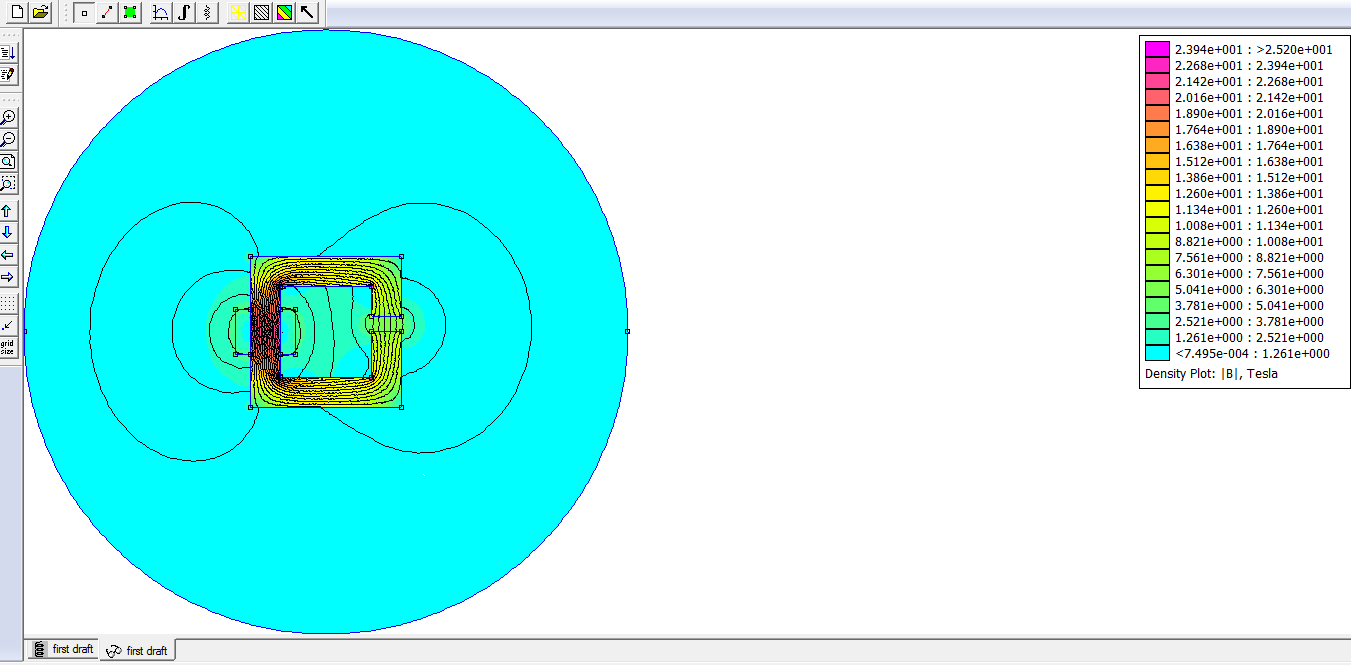 2.394e+001 : >2.520e+001
2.268e+001 : 2.394e+001
2.142e+001 : 2.268e+001
2.016e+001 : 2.142e+001
1.890e+001 : 2.016e+001
1.764e+001 : 1.890e+001
1.638e+001 : 1.764e+001
1.512e+001 : 1.638e+001
1.386e+001 : 1.512e+001
1.260e+001 : 1.386e+001
1.134e+001 : 1.260e+001
1.008e+001 : 1.134e+001
8.821e+000 : 1.008e+001
7.561e+000 : 8.821e+000
6.301e+000 : 7.561e+000
5.041e+000 : 6.301e+000
3.781e+000 : 5.041e+000
2.521e+000 : 3.781e+000
1.261e+000 : 2.521e+000
<7.495e-004 : 1.261e+000
Density Plot: |B|, Tesla
grid
size
first draft
first draft